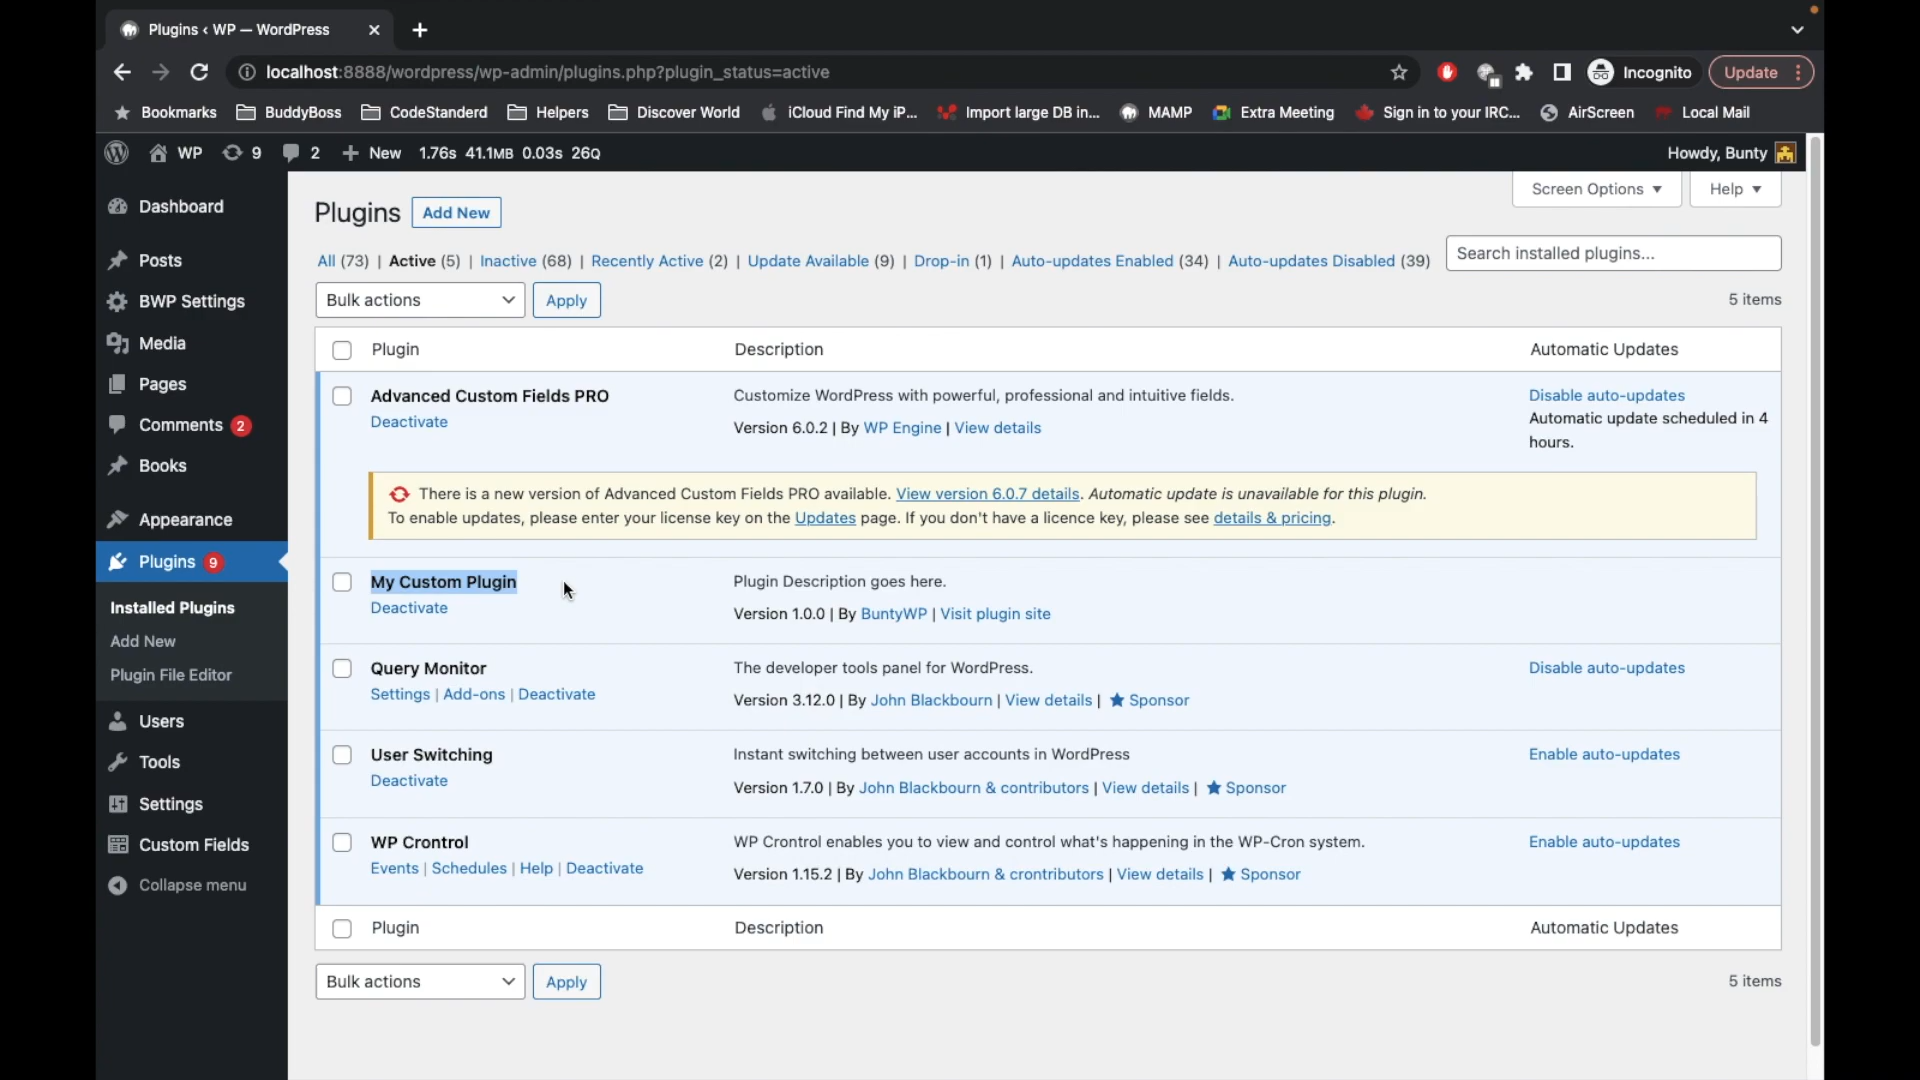 Plugins ‹ WP — WordPress
localhost:8888/wordpress/wp-admin/plugins.php?plugin_status=active
Incognito
Update
Bookmarks BuddyBoss CodeStanderd Helpers Discover World iCloud Find My iP... Import large DB in... MAMP Extra Meeting Sign in to your IRC... AirScreen Local Mail
WP 9 2 New 1.76s 41.1MB 0.03s 26Q
Howdy, Bunty
Dashboard
Posts
BWP Settings
Media
Pages
Comments 2
Books
Appearance
Plugins 9
Installed Plugins
Add New
Plugin File Editor
Users
Tools
Settings
Custom Fields
Collapse menu
Screen Options ▼
Help ▼
Plugins Add New
All (73) | Active (5) | Inactive (68) | Recently Active (2) | Update Available (9) | Drop-in (1) | Auto-updates Enabled (34) | Auto-updates Disabled (39)
Search installed plugins...
Bulk actions Apply
5 items
Plugin Description Automatic Updates
Advanced Custom Fields PRO
Deactivate
Customize WordPress with powerful, professional and intuitive fields.
Version 6.0.2 | By WP Engine | View details
Disable auto-updates
Automatic update scheduled in 4
hours.
There is a new version of Advanced Custom Fields PRO available. View version 6.0.7 details. Automatic update is unavailable for this plugin.
To enable updates, please enter your license key on the Updates page. If you don't have a licence key, please see details & pricing.
My Custom Plugin
Deactivate
Plugin Description goes here.
Version 1.0.0 | By BuntyWP | Visit plugin site
Query Monitor
Settings | Add-ons | Deactivate
The developer tools panel for WordPress.
Version 3.12.0 | By John Blackbourn | View details | Sponsor
Disable auto-updates
User Switching
Deactivate
Instant switching between user accounts in WordPress
Version 1.7.0 | By John Blackbourn & contributors | View details | Sponsor
Enable auto-updates
WP Crontrol
Events | Schedules | Help | Deactivate
WP Crontrol enables you to view and control what's happening in the WP-Cron system.
Version 1.15.2 | By John Blackbourn & crontributors | View details | Sponsor
Enable auto-updates
Plugin Description Automatic Updates
Bulk actions Apply
5 items